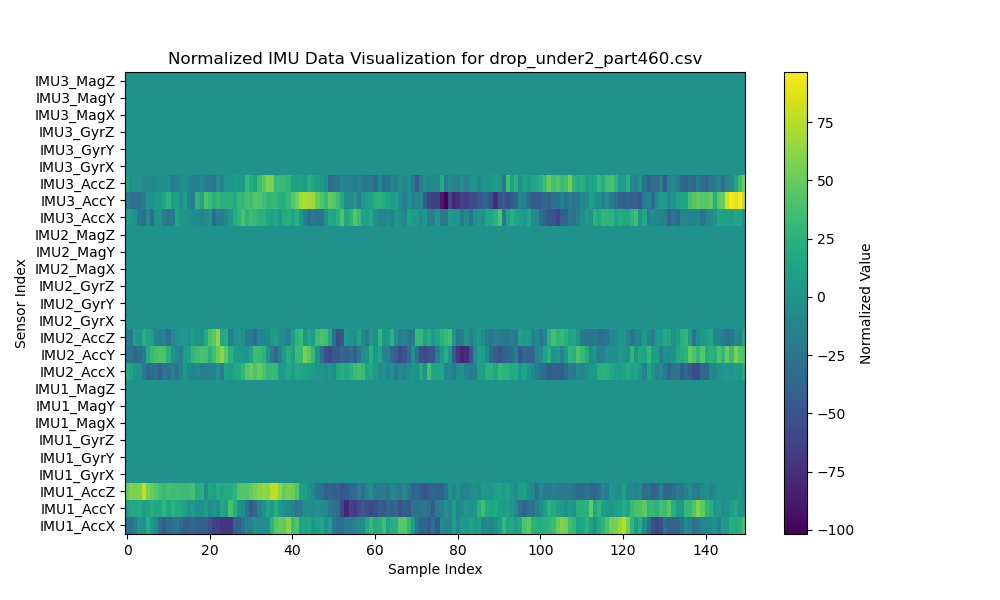 Normalized IMU Data Visualization for drop_under2_part460.csv
IMU3_MagZ
IMU3_MagY
IMU3_MagX
IMU3_GyrZ
IMU3_GyrY
IMU3_GyrX
IMU3_AccZ
IMU3_AccY
IMU3_AccX
IMU2_MagZ
IMU2_MagY
IMU2_MagX
IMU2_GyrZ
IMU2_GyrY
IMU2_GyrX
IMU2_AccZ
IMU2_AccY
IMU2_AccX
IMU1_MagZ
IMU1_MagY
IMU1_MagX
IMU1_GyrZ
IMU1_GyrY
IMU1_GyrX
IMU1_AccZ
IMU1_AccY
IMU1_AccX
Sensor Index
0 20 40 60 80 100 120 140
Sample Index
75
50
25
0
−25
−50
−75
−100
Normalized Value